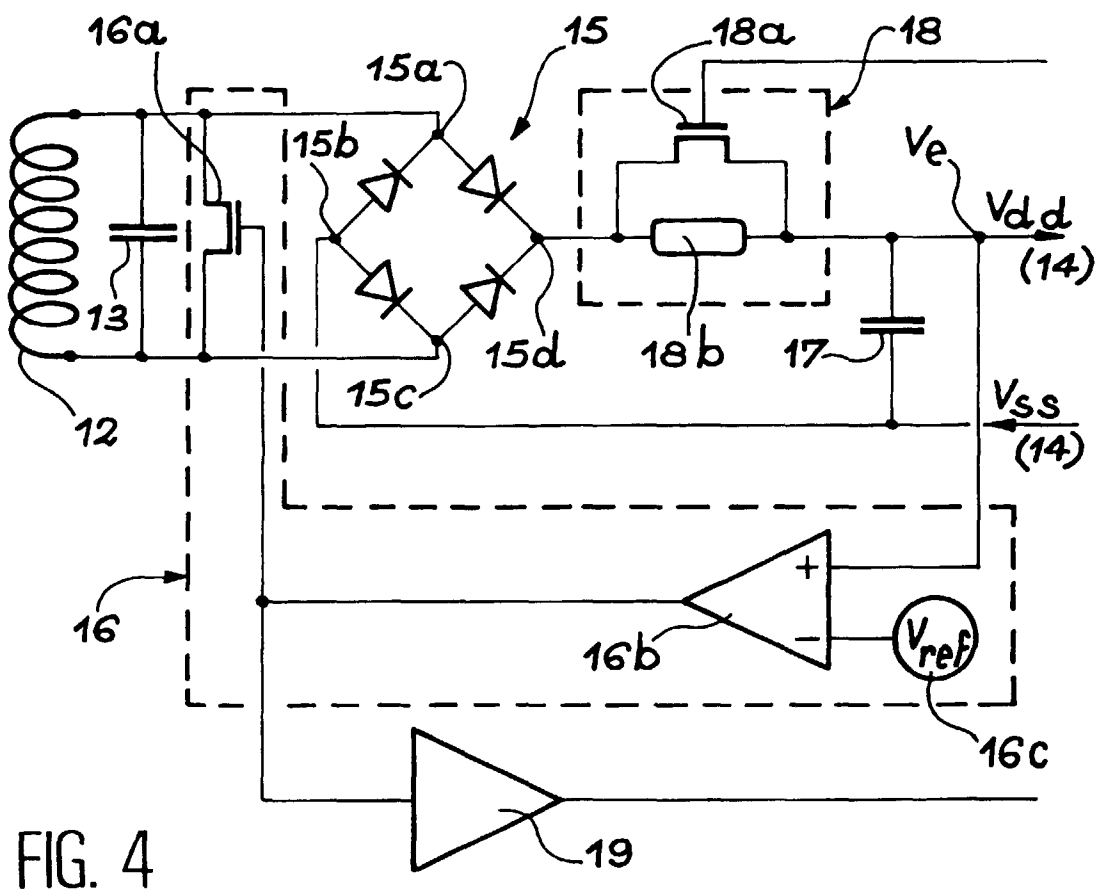 16a
15
18a
18
15a
15b
Ve
Vdd
(14)
13
15d
18b
17
15c
12
Vss
(14)
+
16
16b
−
Vref
16c
19
FIG. 4